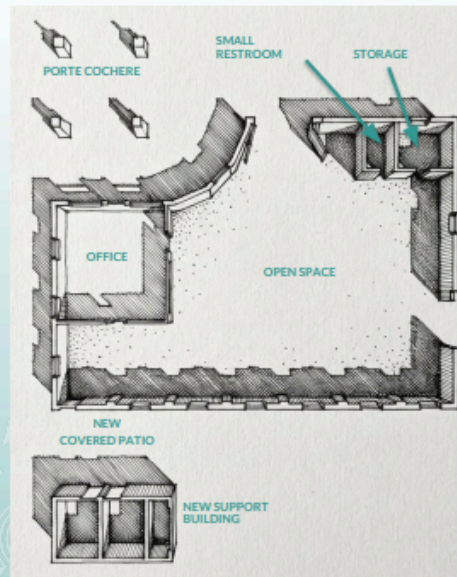 SMALL
RESTROOM
STORAGE
PORTE COCHERE
OFFICE
OPEN SPACE
NEW
COVERED PATIO
NEW SUPPORT
BUILDING